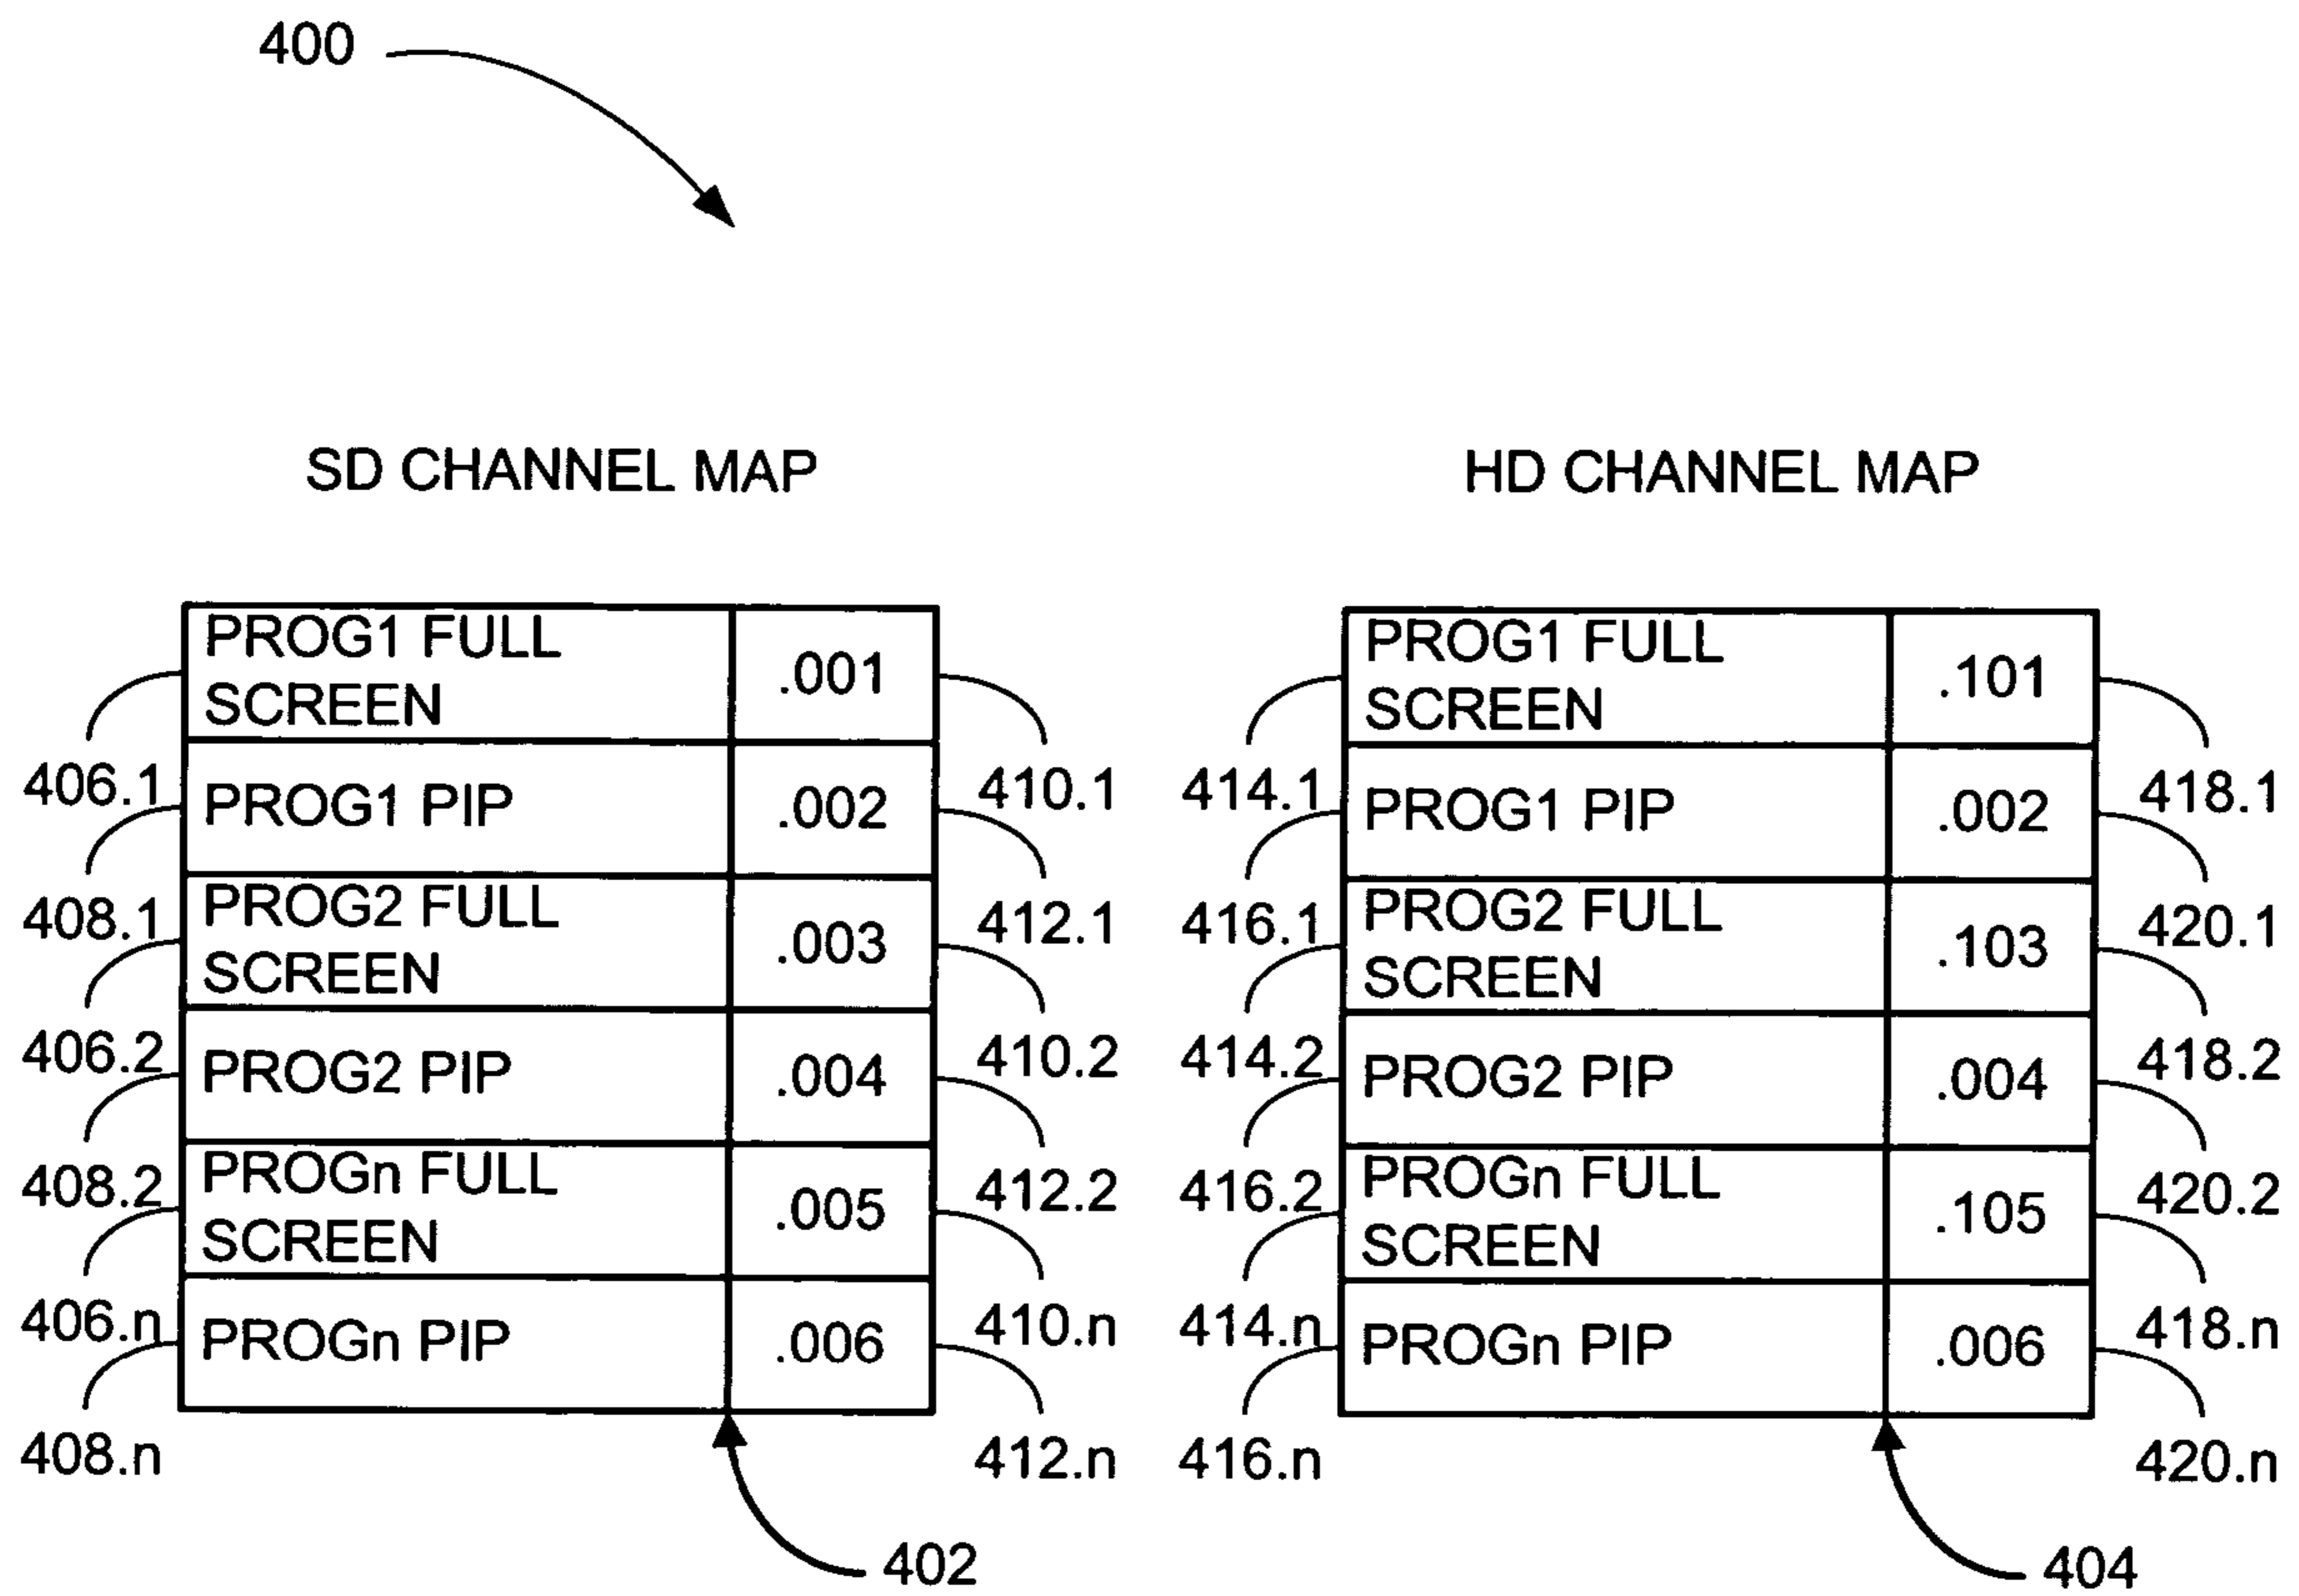 400
SD CHANNEL MAP
HD CHANNEL MAP
PROG1 FULL
SCREEN
.001
406.1
410.1
PROG1 PIP
.002
408.1
412.1
PROG2 FULL
SCREEN
.003
406.2
410.2
PROG2 PIP
.004
408.2
412.2
PROGn FULL
SCREEN
.005
406.n
410.n
PROGn PIP
.006
408.n
412.n
402
PROG1 FULL
SCREEN
.101
414.1
418.1
PROG1 PIP
.002
416.1
420.1
PROG2 FULL
SCREEN
.103
414.2
418.2
PROG2 PIP
.004
416.2
420.2
PROGn FULL
SCREEN
.105
414.n
418.n
PROGn PIP
.006
416.n
420.n
404